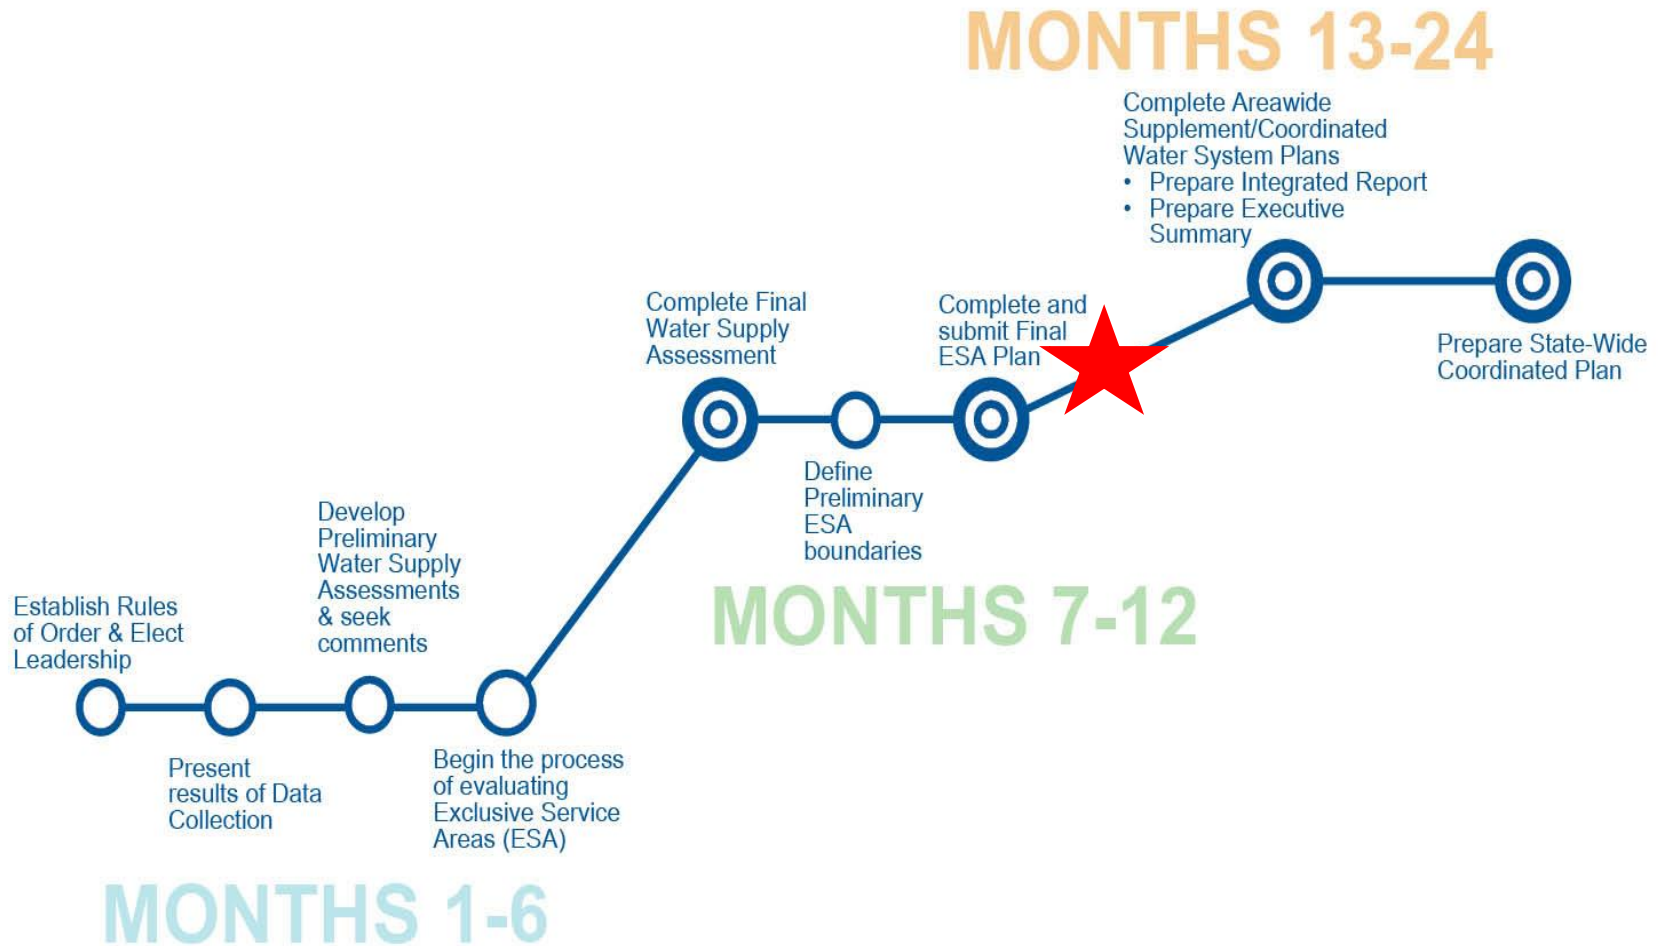 MONTHS 13-24
Complete Areawide
Supplement/Coordinated
Water System Plans
• Prepare Integrated Report
• Prepare Executive
Summary
Complete Final
Water Supply
Assessment
Complete and
submit Final
ESA Plan
Prepare State-Wide
Coordinated Plan
Define
Preliminary
ESA
boundaries
MONTHS 7-12
Develop
Preliminary
Water Supply
Assessments
& seek
comments
Establish Rules
of Order & Elect
Leadership
Present
results of Data
Collection
Begin the process
of evaluating
Exclusive Service
Areas (ESA)
MONTHS 1-6